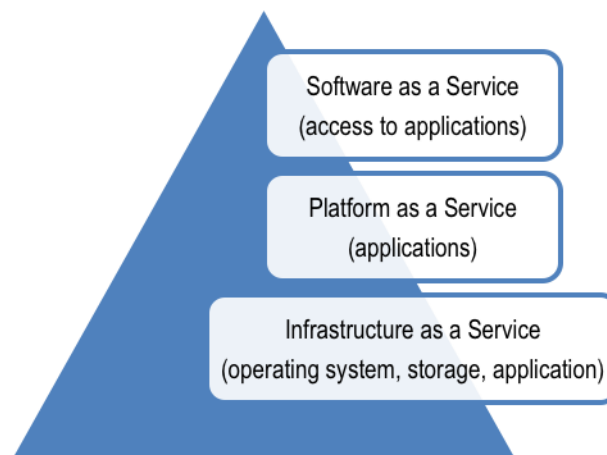 Software as a Service
(access to applications)
Platform as a Service
(applications)
Infrastructure as a Service
(operating system, storage, application)